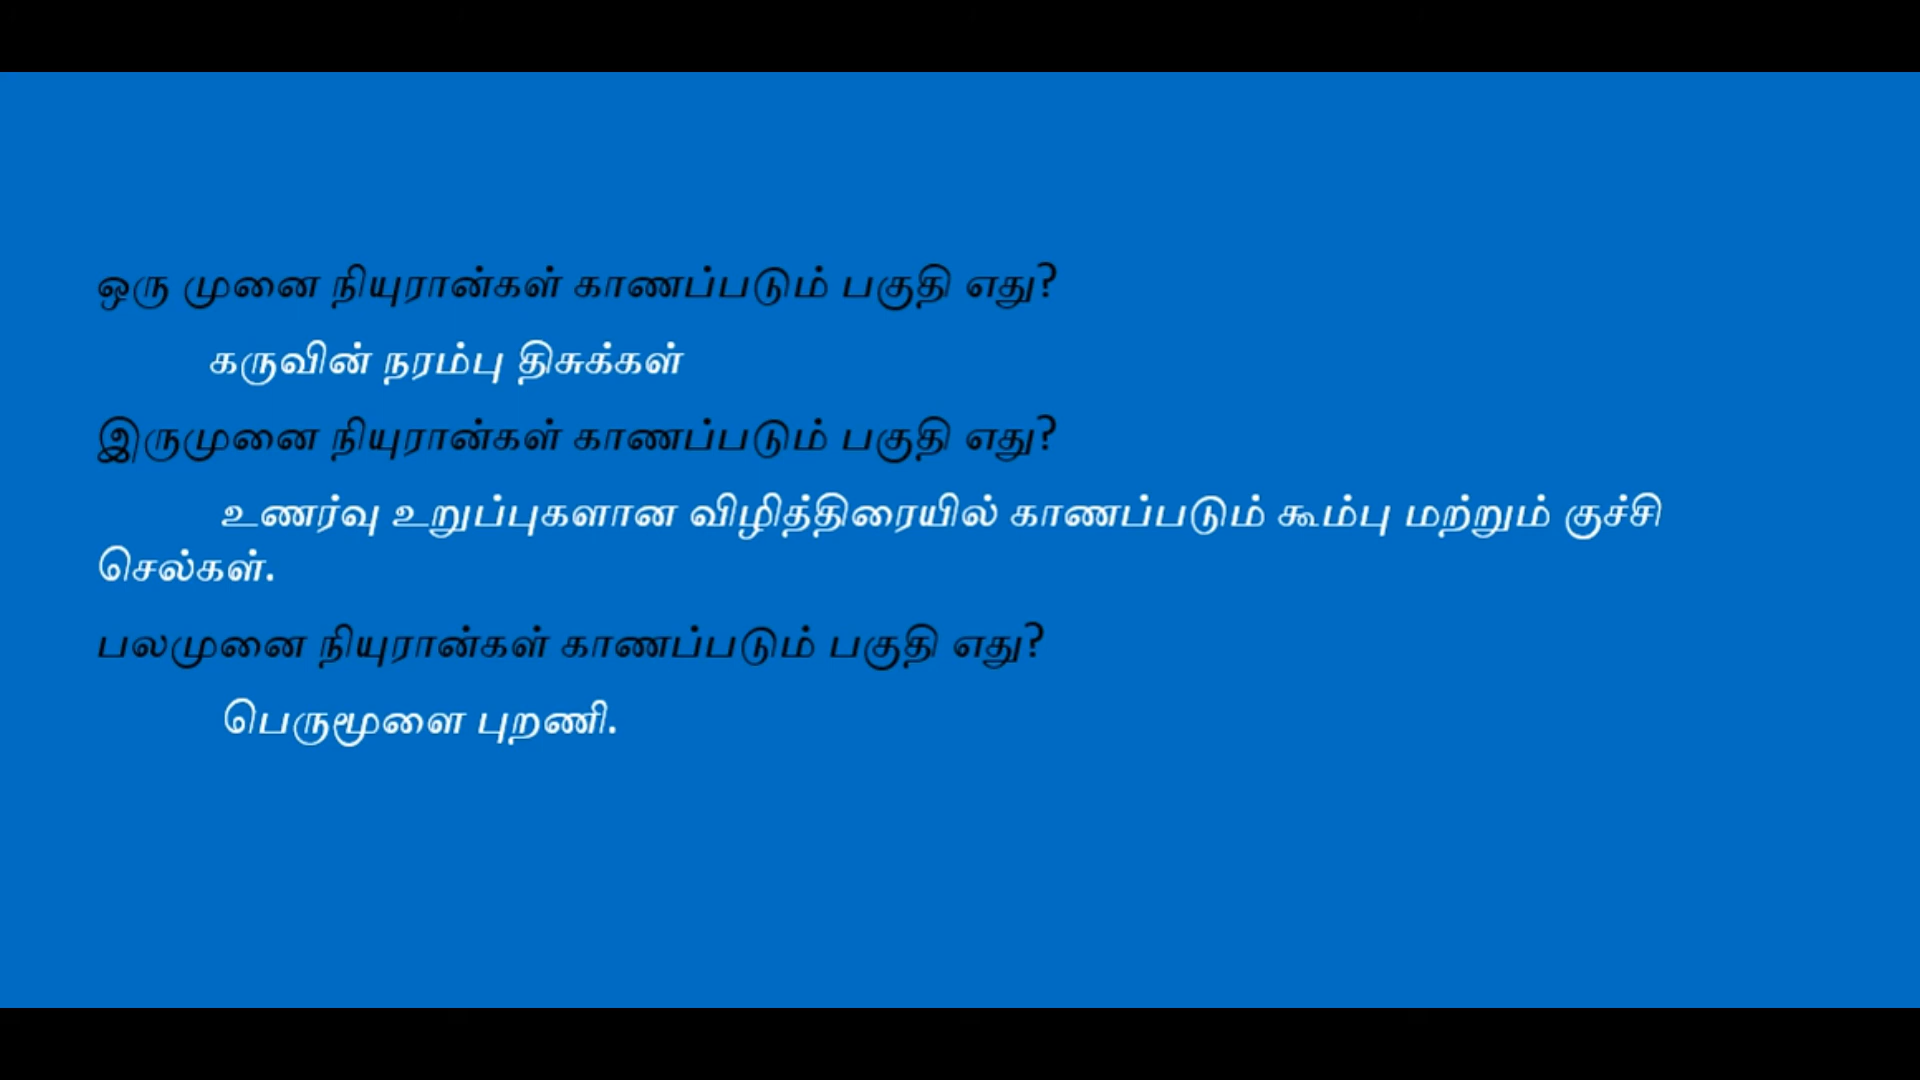 ஒரு முனை நியுரான்கள் காணப்படும் பகுதி எது?
கருவின் நரம்பு திசுக்கள்
இருமுனை நியுரான்கள் காணப்படும் பகுதி எது?
உணர்வு உறுப்புகளான விழித்திரையில் காணப்படும் கூம்பு மற்றும் குச்சி
செல்கள்.
பலமுனை நியுரான்கள் காணப்படும் பகுதி எது?
பெருமூளை புறணி.